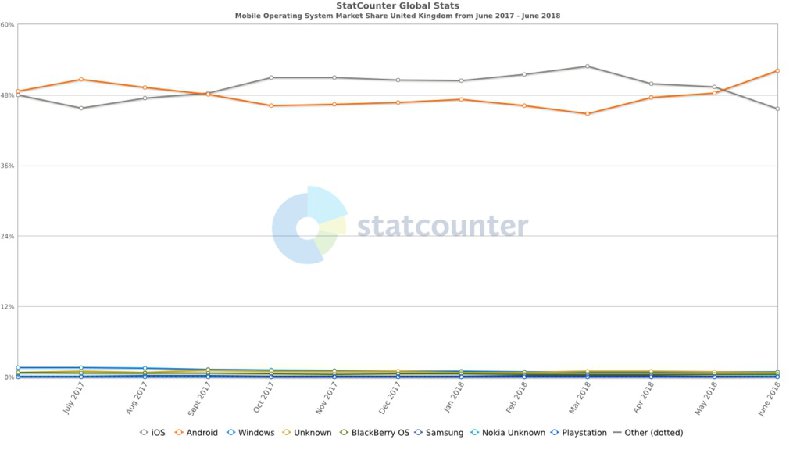 StatCounter Global Stats
Mobile Operating System Market Share United Kingdom from June 2017 - June 2018
60%
48%
36%
24%
12%
0%
statcounter
July 2017
Aug 2017
Sept 2017
Oct 2017
Nov 2017
Dec 2017
Jan 2018
Feb 2018
Mar 2018
Apr 2018
May 2018
June 2018
iOS Android Windows Unknown BlackBerry OS Samsung Nokia Unknown Playstation Other (dotted)